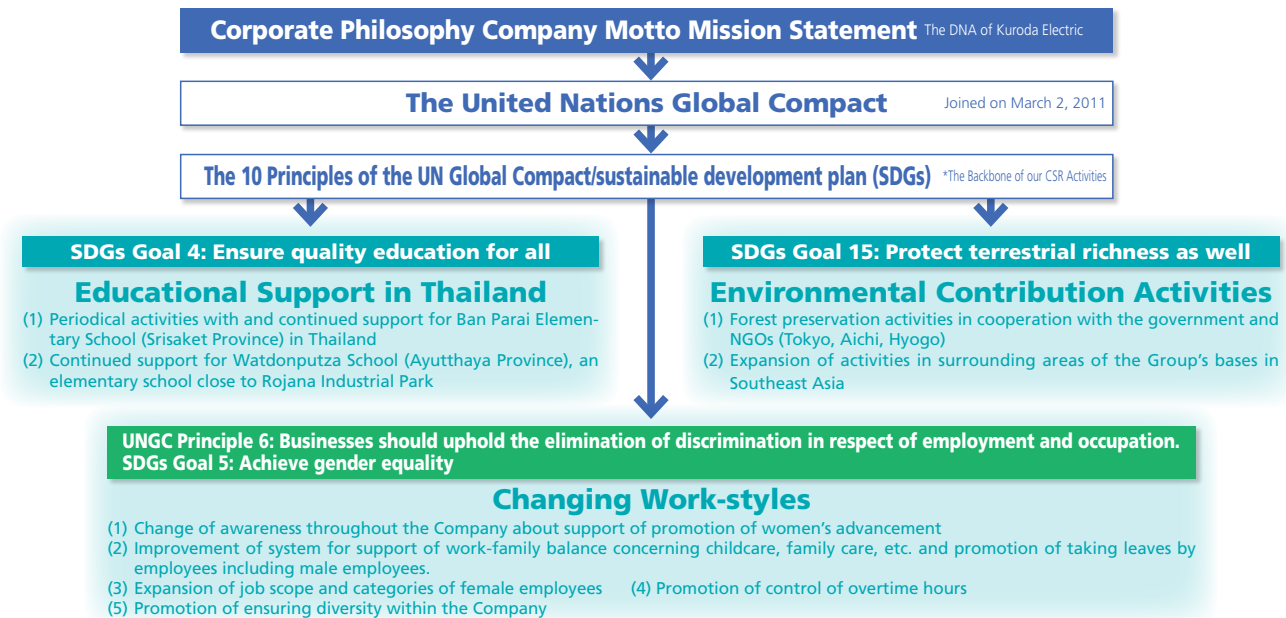 Corporate Philosophy Company Motto Mission Statement The DNA of Kuroda Electric
The United Nations Global Compact Joined on March 2, 2011
The 10 Principles of the UN Global Compact/sustainable development plan (SDGs) *The Backbone of our CSR Activities
SDGs Goal 4: Ensure quality education for all
Educational Support in Thailand
(1) Periodical activities with and continued support for Ban Parai Elemen-
tary School (Srisaket Province) in Thailand
(2) Continued support for Watdonputza School (Ayutthaya Province), an
elementary school close to Rojana Industrial Park
SDGs Goal 15: Protect terrestrial richness as well
Environmental Contribution Activities
(1) Forest preservation activities in cooperation with the government and
NGOs (Tokyo, Aichi, Hyogo)
(2) Expansion of activities in surrounding areas of the Group's bases in
Southeast Asia
UNGC Principle 6: Businesses should uphold the elimination of discrimination in respect of employment and occupation.
SDGs Goal 5: Achieve gender equality
Changing Work-styles
(1) Change of awareness throughout the Company about support of promotion of women's advancement
(2) Improvement of system for support of work-family balance concerning childcare, family care, etc. and promotion of taking leaves by
employees including male employees.
(3) Expansion of job scope and categories of female employees (4) Promotion of control of overtime hours
(5) Promotion of ensuring diversity within the Company